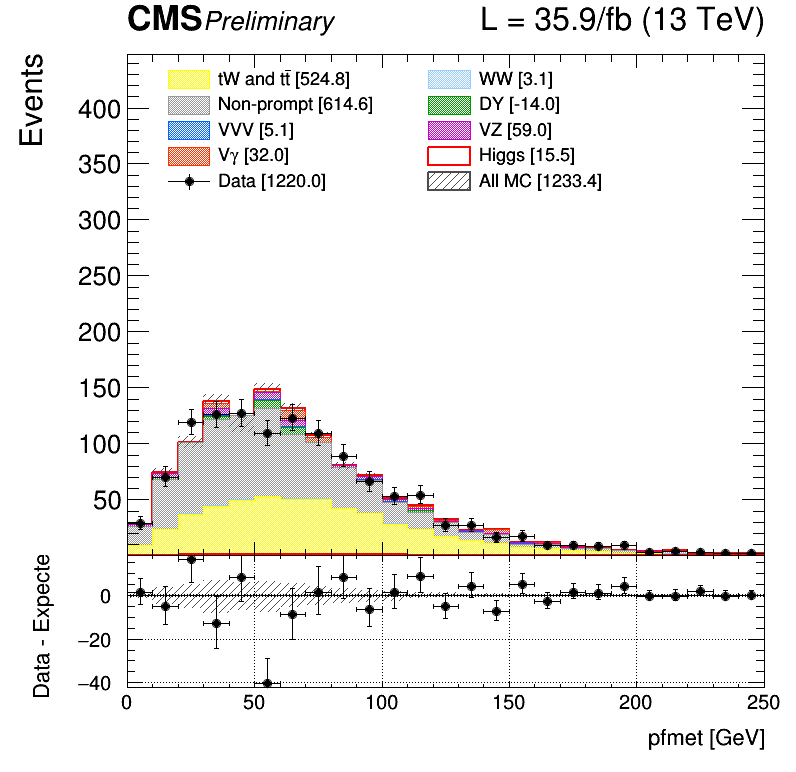 CMS Preliminary L = 35.9/fb (13 TeV)
Events
tW and tt̄ [524.8] WW [3.1]
Non-prompt [614.6] DY [-14.0]
VVV [5.1] VZ [59.0]
Vγ [32.0] Higgs [15.5]
Data [1220.0] All MC [1233.4]
400
350
300
250
200
150
100
50
Data - Expecte
0
−20
−40
0 50 100 150 200 250
pfmet [GeV]